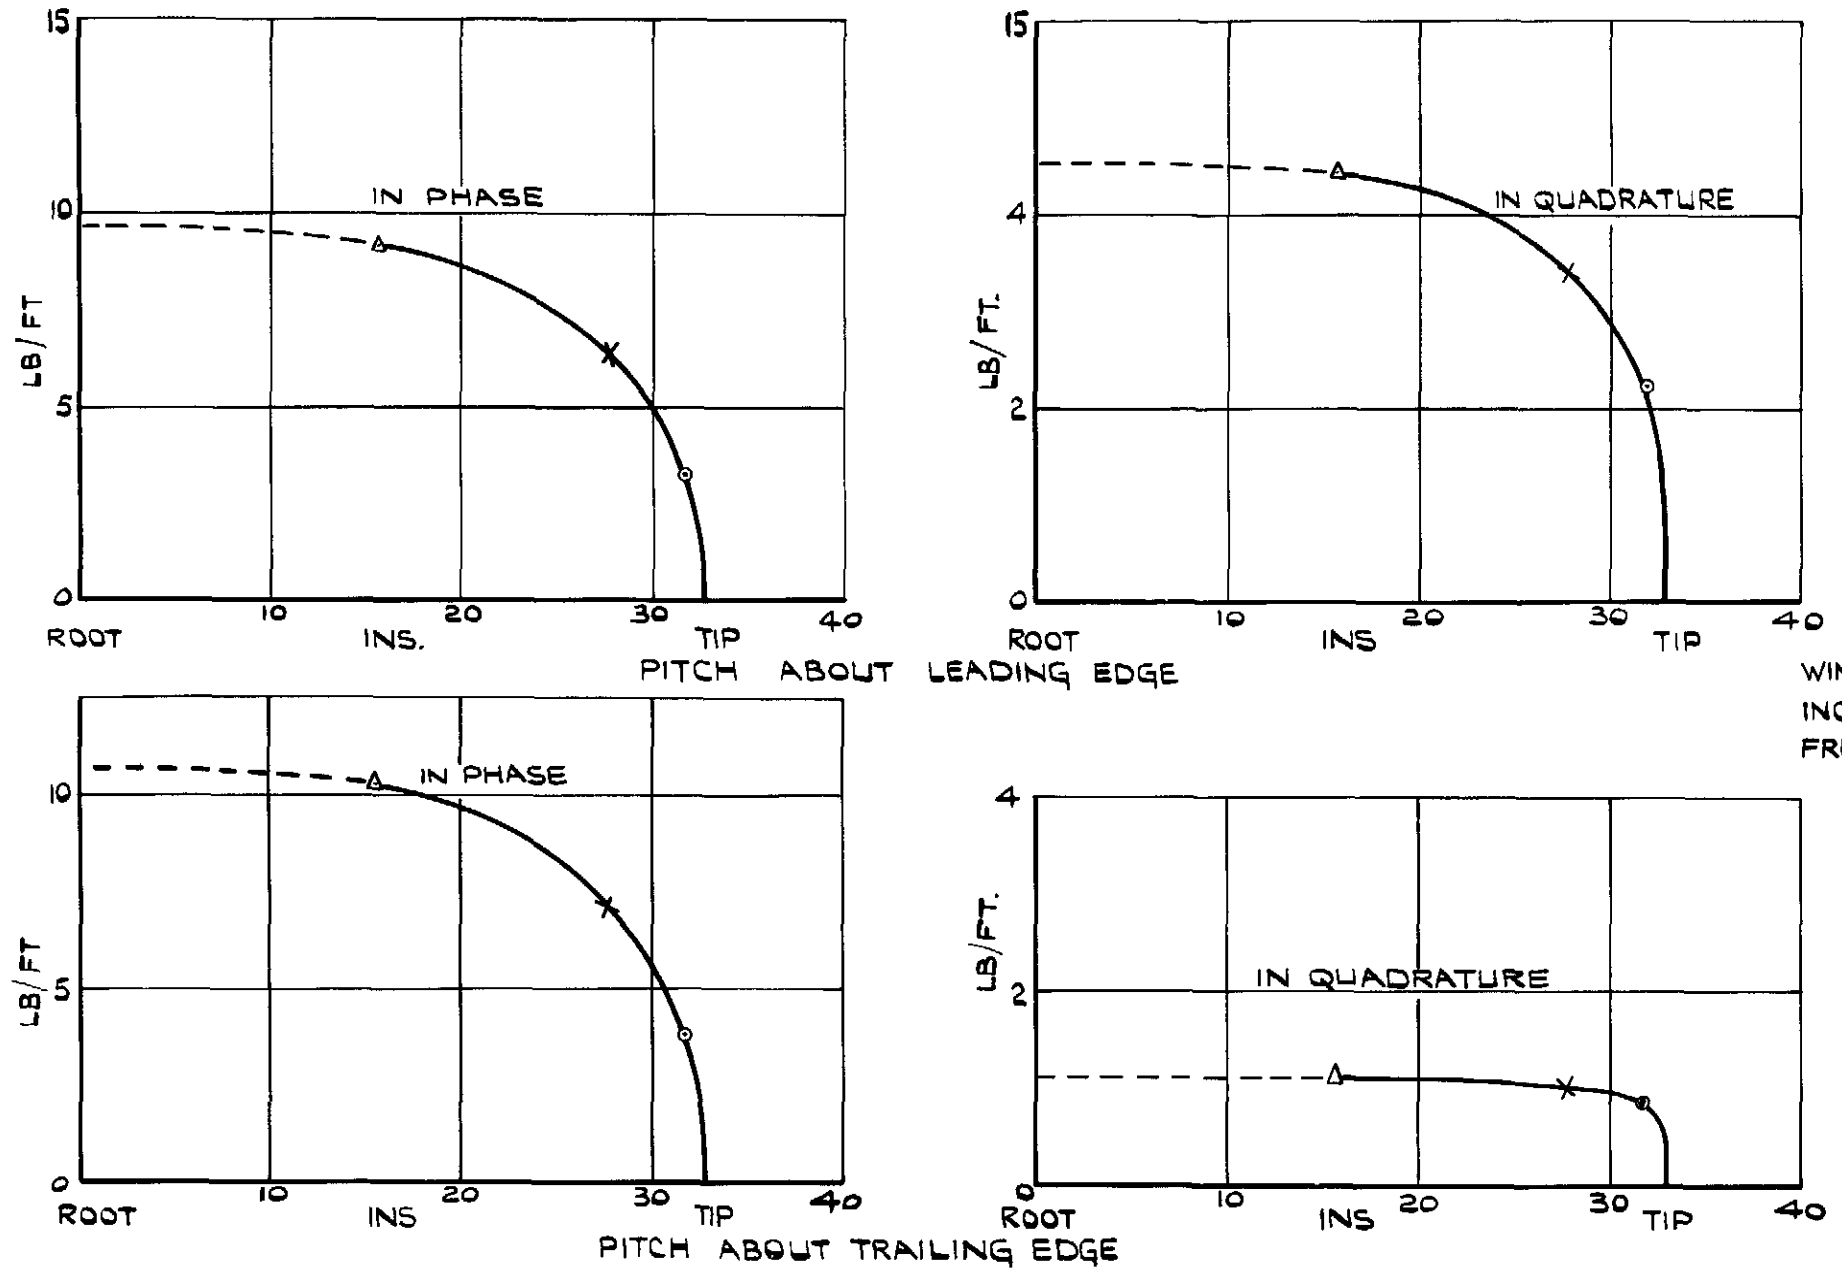 15
IN PHASE
10
LB/FT
5
0
10 20 30 40
ROOT INS. TIP
15
IN QUADRATURE
4
LB/FT.
2
0
10 20 30 40
ROOT INS TIP
PITCH ABOUT LEADING EDGE
WIN
INC
FR
IN PHASE
10
LB/FT
5
0
10 20 30 40
ROOT INS TIP
4
LB/FT.
IN QUADRATURE
2
0
10 20 30 40
ROOT INS TIP
PITCH ABOUT TRAILING EDGE